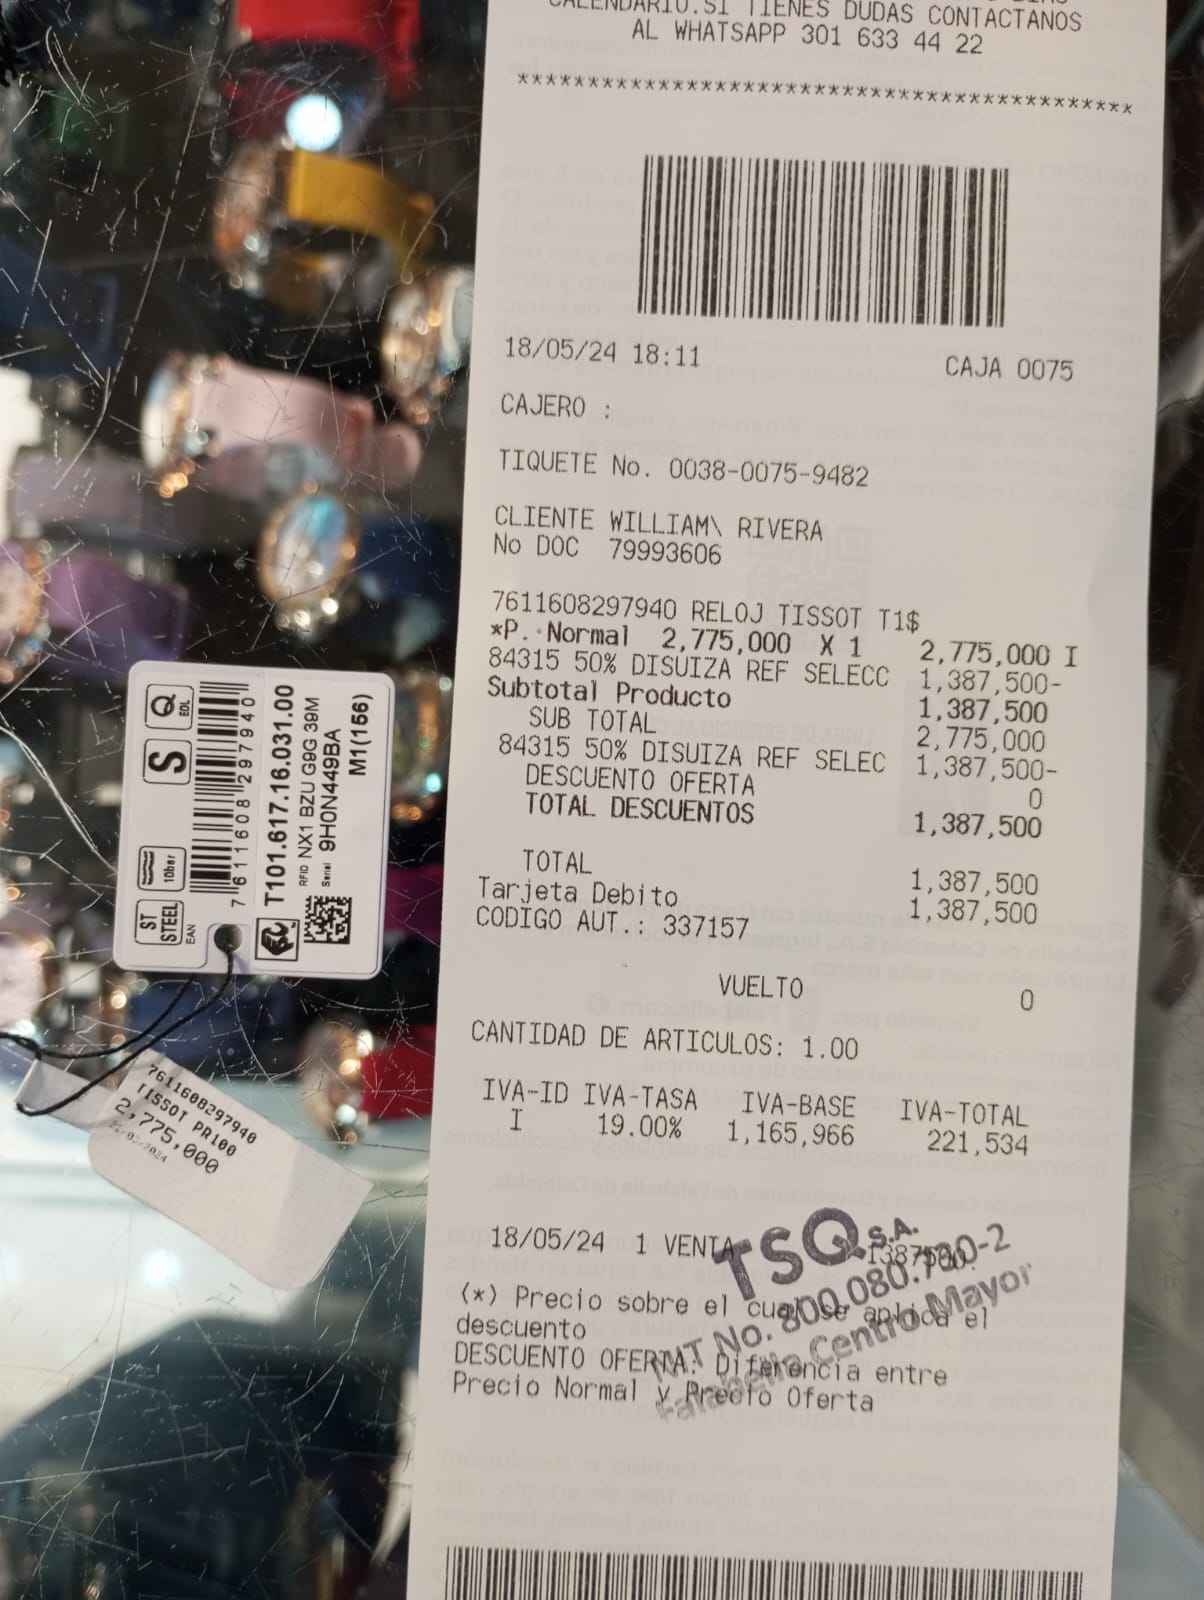 CALENDARIO.SI TIENES DUDAS CONTACTANOS
AL WHATSAPP 301 633 44 22
*******************************************
18/05/24 18:11 CAJA 0075
CAJERO :
TIQUETE No. 0038-0075-9482
CLIENTE WILLIAM\ RIVERA
No DOC 79993606
7611608297940 RELOJ TISSOT T1$
*P. Normal 2,775,000 X 1 2,775,000 I
84315 50% DISUIZA REF SELECC 1,387,500-
Subtotal Producto 1,387,500
SUB TOTAL 2,775,000
84315 50% DISUIZA REF SELEC 1,387,500-
DESCUENTO OFERTA 0
TOTAL DESCUENTOS 1,387,500
TOTAL 1,387,500
Tarjeta Debito 1,387,500
CODIGO AUT.: 337157
VUELTO 0
CANTIDAD DE ARTICULOS: 1.00
IVA-ID IVA-TASA IVA-BASE IVA-TOTAL
I 19.00% 1,165,966 221,534
18/05/24 1 VENTA 1387500
(*) Precio sobre el cual se aplica el
descuento
DESCUENTO OFERTA: Diferencia entre
Precio Normal y Precio Oferta
TSQ S.A.
NIT No. 800.080.780-2
Falabella Centro Mayor
ST STEEL
10bar
S
Q
EOL
EAN
7611608297940
T101.617.16.031.00
RFID NX1 BZU G9G 39M
Serial 9H0N449BA
M1(156)
7611608297940
TISSOT PR100
2,775,000